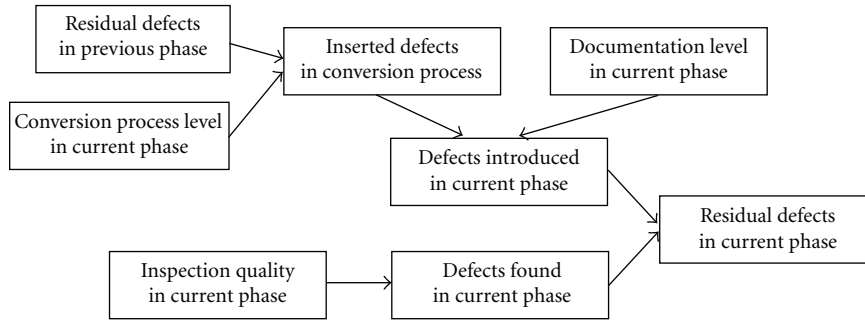 Residual defects
in previous phase
Inserted defects
in conversion process
Documentation level
in current phase
Conversion process level
in current phase
Defects introduced
in current phase
Residual defects
in current phase
Inspection quality
in current phase
Defects found
in current phase